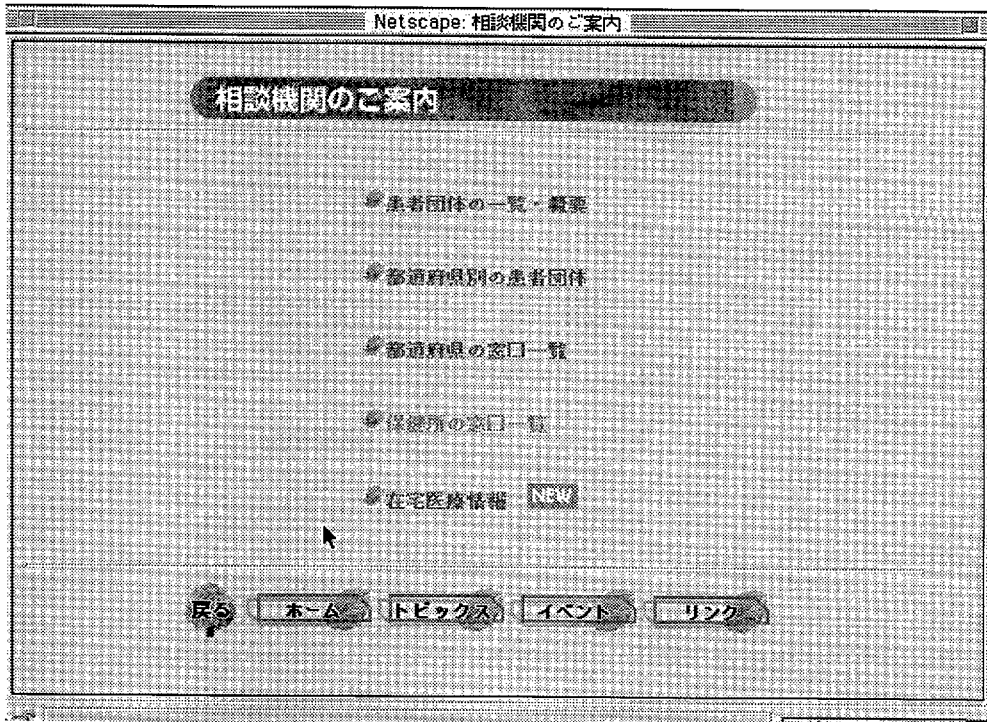 Netscape: 相談機関のご案内
相談機関のご案内
患者団体の一覧・概要
都道府県別の患者団体
都道府県の窓口一覧
保健所の窓口一覧
在宅医療情報 NEW
戻る ホーム トピックス イベント リンク